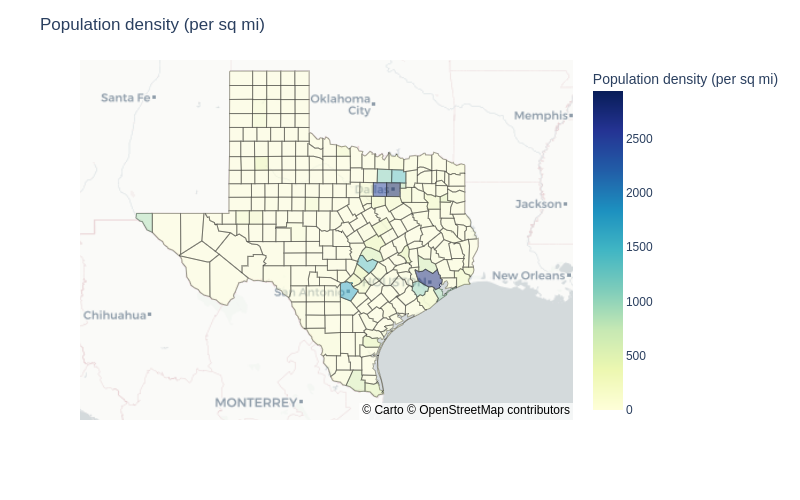 Population density (per sq mi)
Population density (per sq mi)
Santa Fe
Oklahoma
City
Memphis
Dallas
Jackson
New Orleans
HOUSTON
San Antonio
Chihuahua
MONTERREY
2500
2000
1500
1000
500
0
© Carto © OpenStreetMap contributors